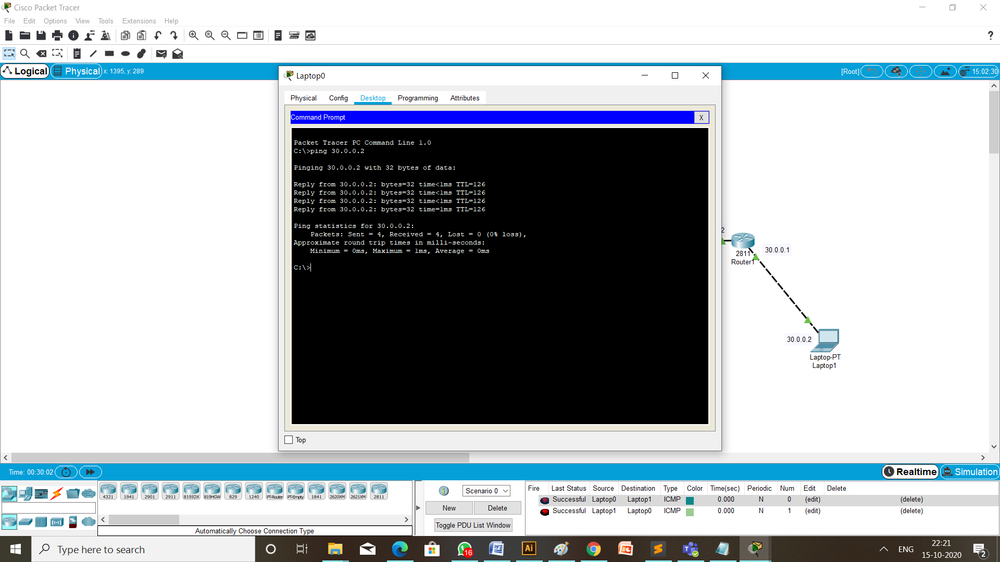 Cisco Packet Tracer
File Edit Options View Tools Extensions Help
Logical Physical x: 1395, y: 289
[Root] 15:02:30
Laptop0
Physical Config Desktop Programming Attributes
Command Prompt
X
Packet Tracer PC Command Line 1.0
C:\>ping 30.0.0.2
Pinging 30.0.0.2 with 32 bytes of data:
Reply from 30.0.0.2: bytes=32 time<1ms TTL=126
Reply from 30.0.0.2: bytes=32 time<1ms TTL=126
Reply from 30.0.0.2: bytes=32 time<1ms TTL=126
Reply from 30.0.0.2: bytes=32 time=1ms TTL=126
Ping statistics for 30.0.0.2:
Packets: Sent = 4, Received = 4, Lost = 0 (0% loss),
Approximate round trip times in milli-seconds:
Minimum = 0ms, Maximum = 1ms, Average = 0ms
C:\>
Top
2
30.0.0.1
2811
Router1
30.0.0.2
Laptop-PT
Laptop1
Time: 00:30:02
Realtime Simulation
4321 1941 2901 2911 819IOX 819HGW 829 1240 PT-Router PT-Empty 1841 2620XM 2621XM 2811
Automatically Choose Connection Type
Scenario 0
New Delete
Toggle PDU List Window
Fire Last Status Source Destination Type Color Time(sec) Periodic Num Edit Delete
Successful Laptop0 Laptop1 ICMP 0.000 N 0 (edit) (delete)
Successful Laptop1 Laptop0 ICMP 0.000 N 1 (edit) (delete)
Type here to search
16
Ai
ENG
22:21
15-10-2020
2